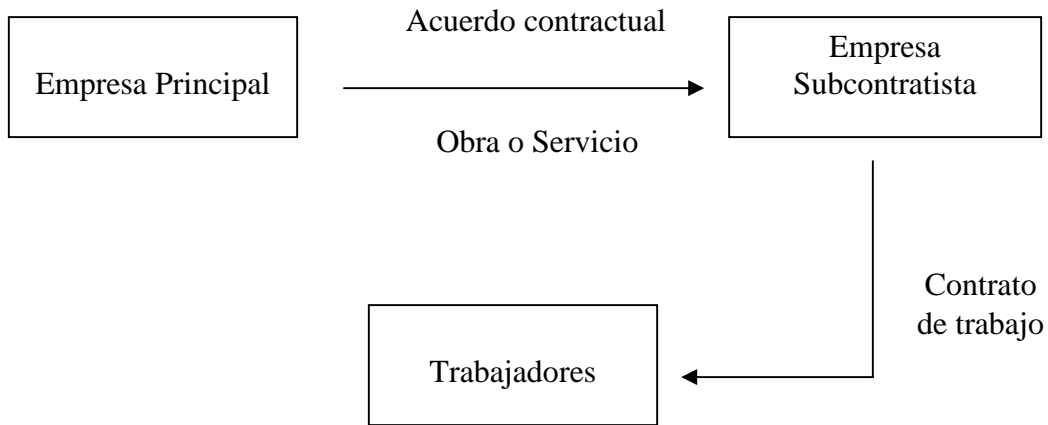 Acuerdo contractual
Empresa Principal
Empresa
Subcontratista
Obra o Servicio
Contrato
de trabajo
Trabajadores